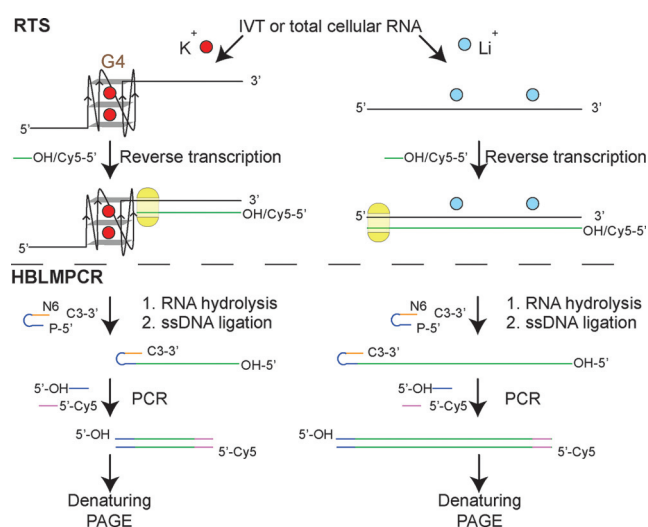 RTS
IVT or total cellular RNA
K+
Li+
G4
3'
5'
3'
5'
OH/Cy5-5'
Reverse transcription
OH/Cy5-5'
Reverse transcription
3'
OH/Cy5-5'
5'
3'
OH/Cy5-5'
5'
HBLMPCR
N6
C3-3'
P-5'
1. RNA hydrolysis
2. ssDNA ligation
N6
C3-3'
P-5'
1. RNA hydrolysis
2. ssDNA ligation
C3-3'
OH-5'
C3-3'
OH-5'
5'-OH
5'-Cy5
PCR
5'-OH
5'-Cy5
PCR
5'-OH
5'-Cy5
5'-OH
5'-Cy5
Denaturing
PAGE
Denaturing
PAGE